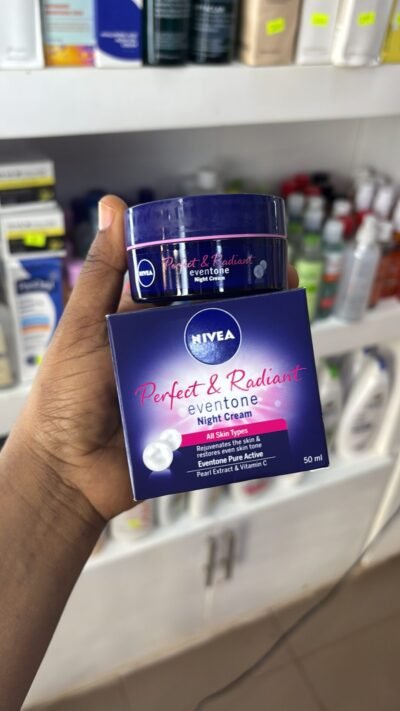 Perfect & Radiant
eventone
Night Cream
NIVEA
NIVEA
Perfect & Radiant
eventone
Night Cream
All Skin Types
Rejuvenates the skin &
restores even skin tone
Eventone Pure Active
Pearl Extract & Vitamin C
50 ml